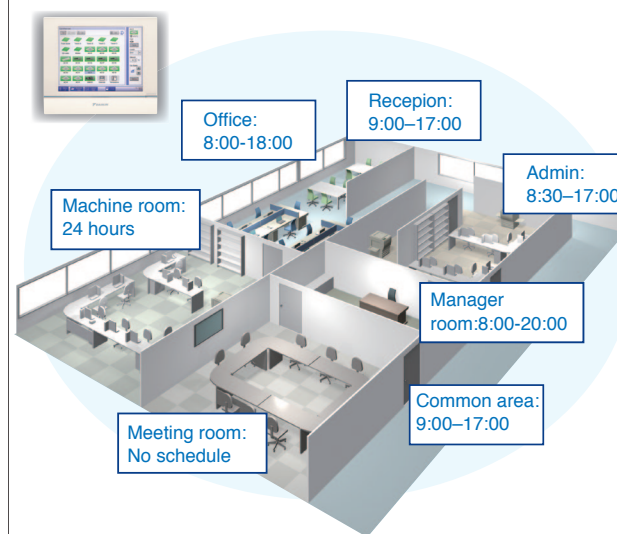 Office:
8:00-18:00
Recepion:
9:00–17:00
Admin:
8:30–17:00
Machine room:
24 hours
Manager
room:8:00-20:00
Common area:
9:00–17:00
Meeting room:
No schedule